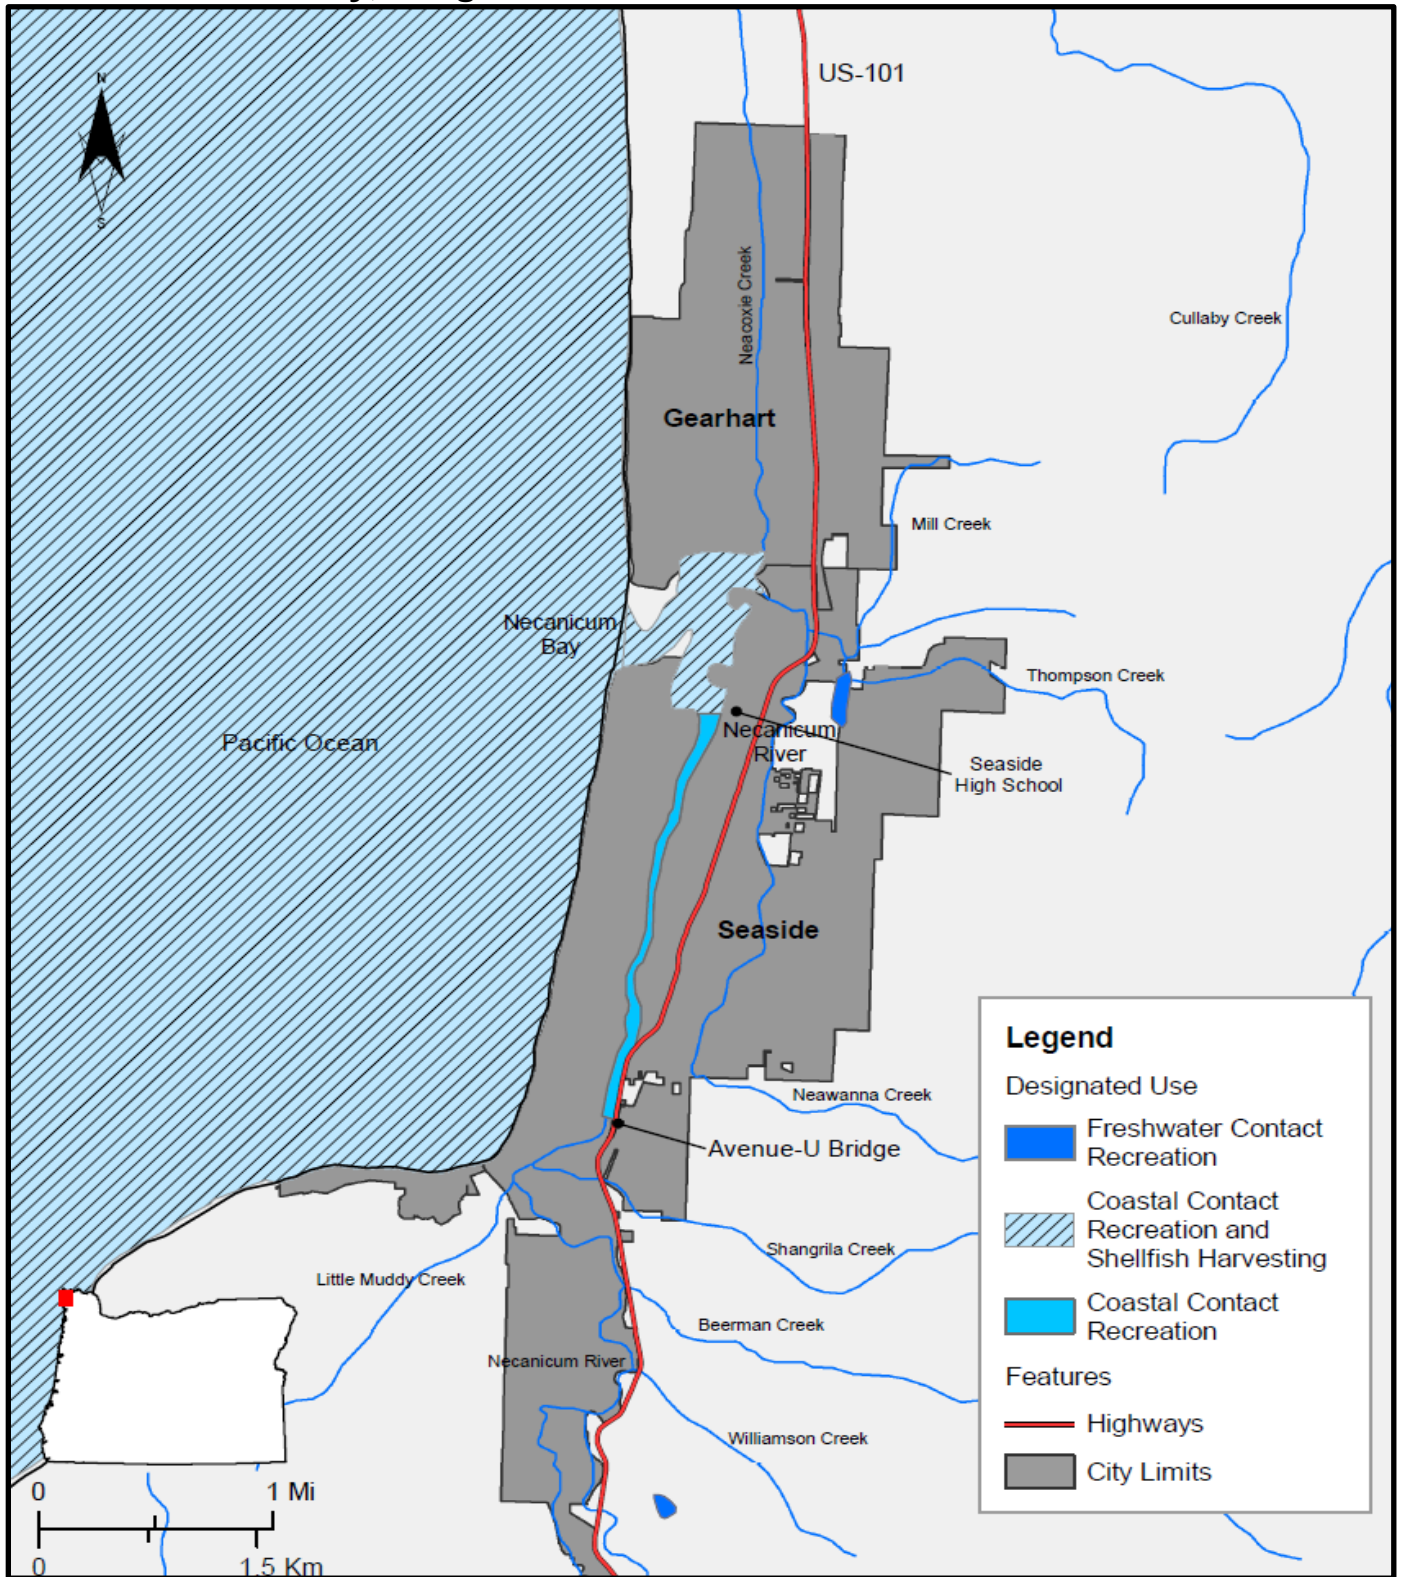 N
S
US-101
Neacoxie Creek
Cullaby Creek
Gearhart
Mill Creek
Necanicum
Bay
Thompson Creek
Pacific Ocean
Necanicum
River
Seaside
High School
Seaside
Neawanna Creek
Avenue-U Bridge
Shangrila Creek
Little Muddy Creek
Beerman Creek
Necanicum River
Williamson Creek
Legend
Designated Use
Freshwater Contact
Recreation
Coastal Contact
Recreation and
Shellfish Harvesting
Coastal Contact
Recreation
Features
Highways
City Limits
0 1 Mi
0 1.5 Km